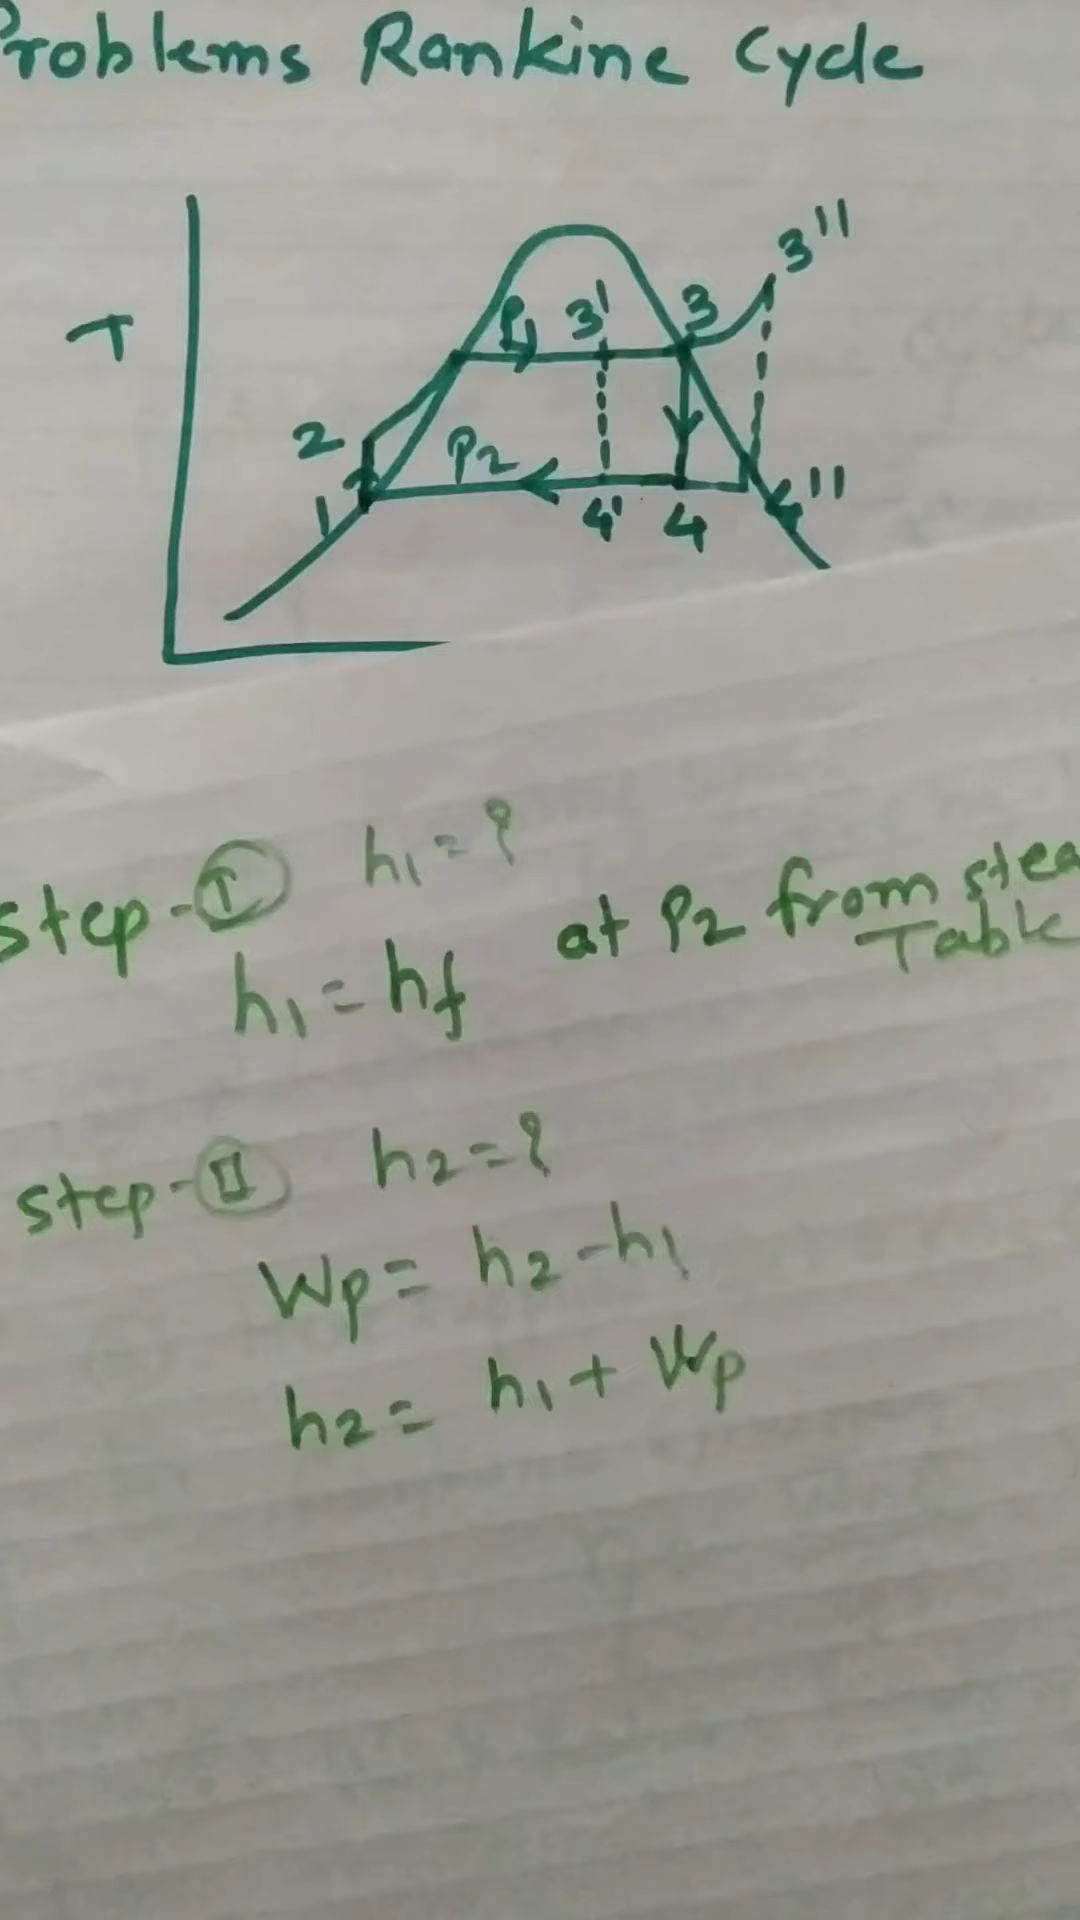 Problems Rankine Cycle
T
3''
3
3'
P1
2
P2
1
4'
4
4''
step-I h1=?
h1=hf at P2 from stea
Table
step-II h2=?
Wp= h2-h1
h2= h1+ Wp